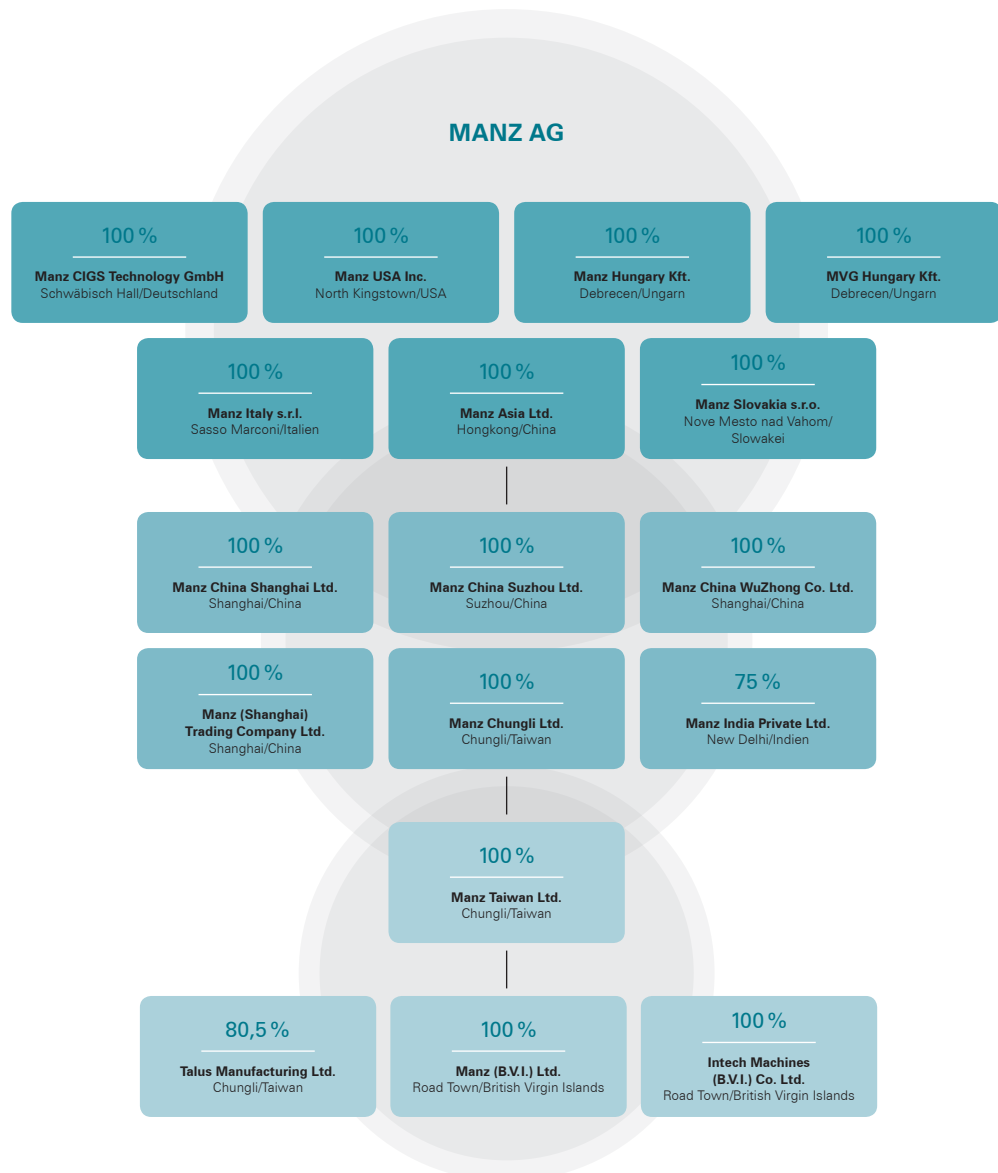 MANZ AG
100 %
Manz CIGS Technology GmbH
Schwäbisch Hall/Deutschland
100 %
Manz USA Inc.
North Kingstown/USA
100 %
Manz Hungary Kft.
Debrecen/Ungarn
100 %
MVG Hungary Kft.
Debrecen/Ungarn
100 %
Manz Italy s.r.l.
Sasso Marconi/Italien
100 %
Manz Asia Ltd.
Hongkong/China
100 %
Manz Slovakia s.r.o.
Nove Mesto nad Vahom/
Slowakei
100 %
Manz China Shanghai Ltd.
Shanghai/China
100 %
Manz China Suzhou Ltd.
Suzhou/China
100 %
Manz China WuZhong Co. Ltd.
Shanghai/China
100 %
Manz (Shanghai)
Trading Company Ltd.
Shanghai/China
100 %
Manz Chungli Ltd.
Chungli/Taiwan
75 %
Manz India Private Ltd.
New Delhi/Indien
100 %
Manz Taiwan Ltd.
Chungli/Taiwan
80,5 %
Talus Manufacturing Ltd.
Chungli/Taiwan
100 %
Manz (B.V.I.) Ltd.
Road Town/British Virgin Islands
100 %
Intech Machines
(B.V.I.) Co. Ltd.
Road Town/British Virgin Islands